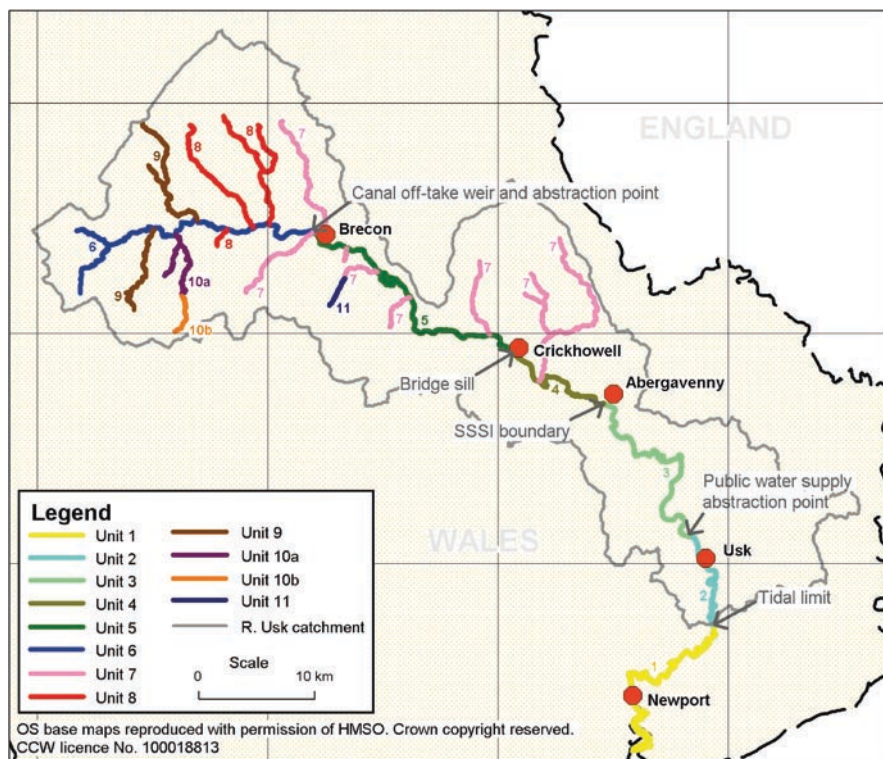 ENGLAND
9
8
8
7
Canal off-take weir and abstraction point
Brecon
6
8
9
10a
7
7
11
7
10b
5
7
7
7
Crickhowell
Bridge sill
4
Abergavenny
SSSI boundary
3
Public water supply
abstraction point
WALES
Usk
2
Tidal limit
1
Newport
Legend
Unit 1
Unit 2
Unit 3
Unit 4
Unit 5
Unit 6
Unit 7
Unit 8
Unit 9
Unit 10a
Unit 10b
Unit 11
R. Usk catchment
Scale
0 10 km
OS base maps reproduced with permission of HMSO. Crown copyright reserved.
CCW licence No. 100018813